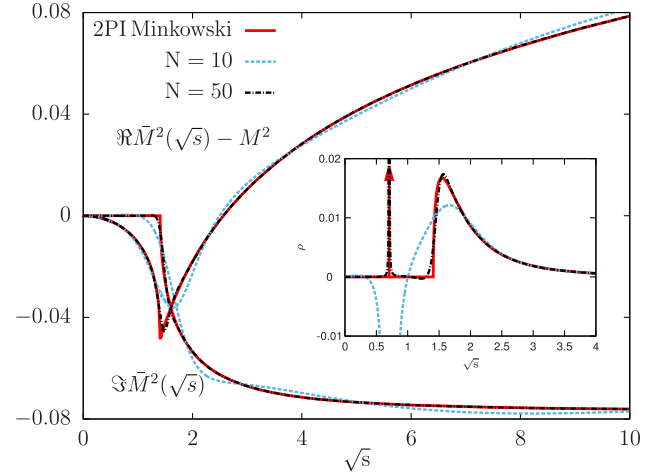 0.08
2PI Minkowski
N = 10
N = 50
0.04
ℜM̄²(√s) − M²
0
−0.04
ℑM̄²(√s)
−0.08
0 2 4 6 8 10
√s
0.02
0.01
ρ
0
-0.01
0 0.5 1 1.5 2 2.5 3 3.5 4
√s